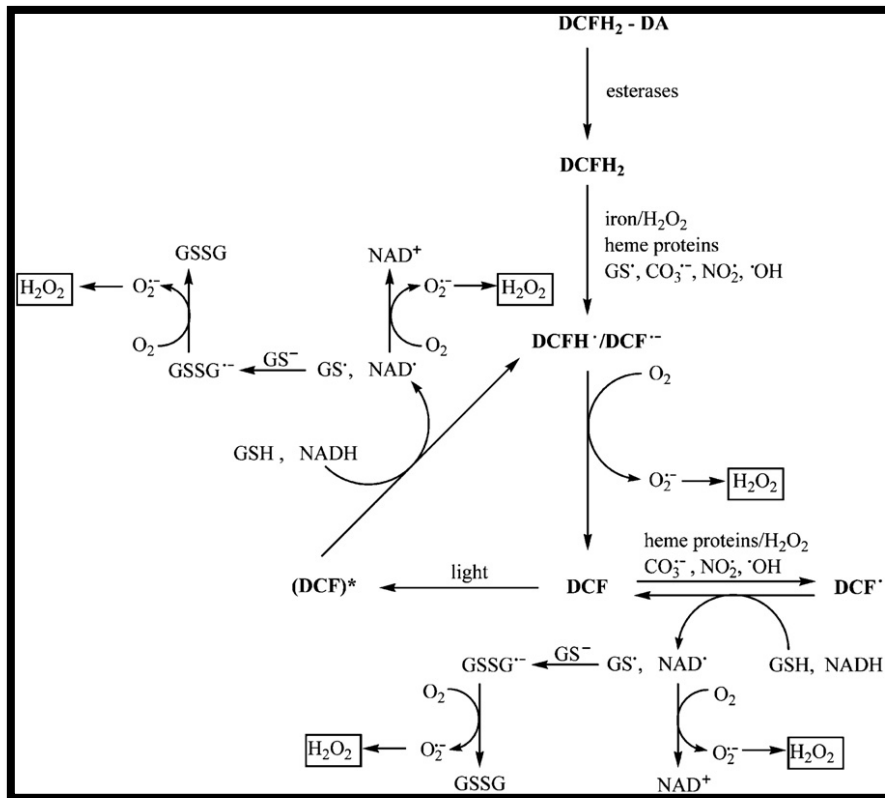 DCFH₂ - DA
esterases
DCFH₂
iron/H₂O₂
heme proteins
GS˙, CO₃˙⁻, NO₂˙, ˙OH
GSSG
NAD⁺
H₂O₂
O₂˙⁻
O₂˙⁻
H₂O₂
O₂
O₂
DCFH˙/DCF˙⁻
GSSG˙⁻
GS⁻
GS˙, NAD˙
O₂
GSH , NADH
O₂˙⁻
H₂O₂
heme proteins/H₂O₂
CO₃˙⁻, NO₂˙, ˙OH
(DCF)*
light
DCF
DCF˙
GSSG˙⁻
GS⁻
GS˙, NAD˙
GSH, NADH
O₂
O₂
H₂O₂
O₂˙⁻
O₂˙⁻
H₂O₂
GSSG
NAD⁺